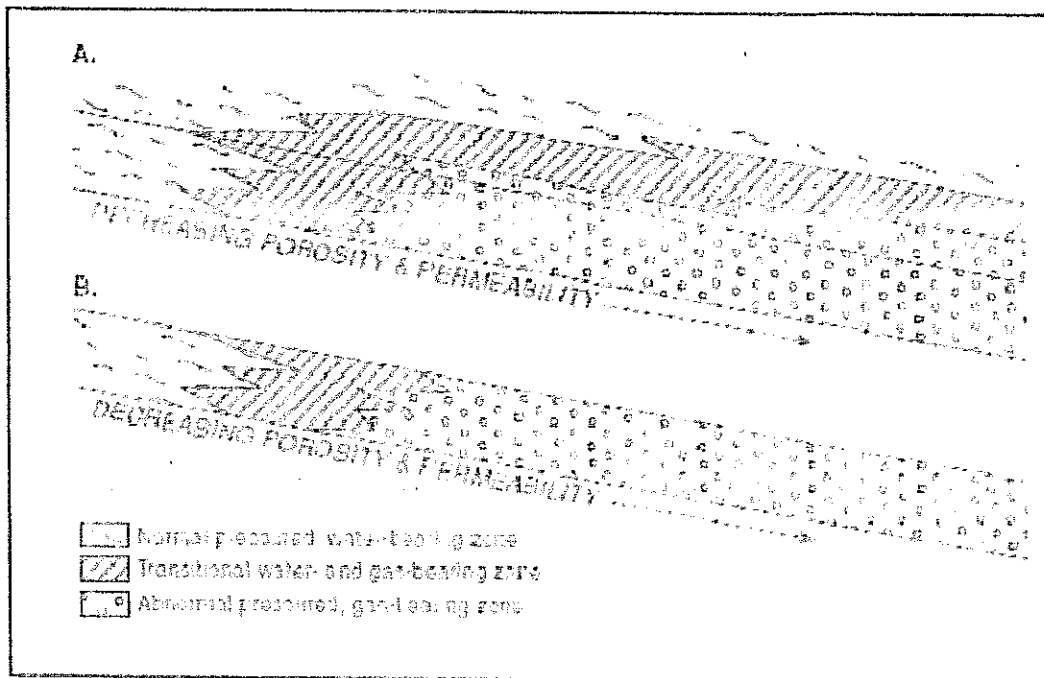 A.
DECREASING POROSITY & PERMEABILITY
B.
DECREASING POROSITY & PERMEABILITY
Normal pressured, water-bearing zone
Transitional water- and gas-bearing zone
Abnormal pressured, gas-bearing zone